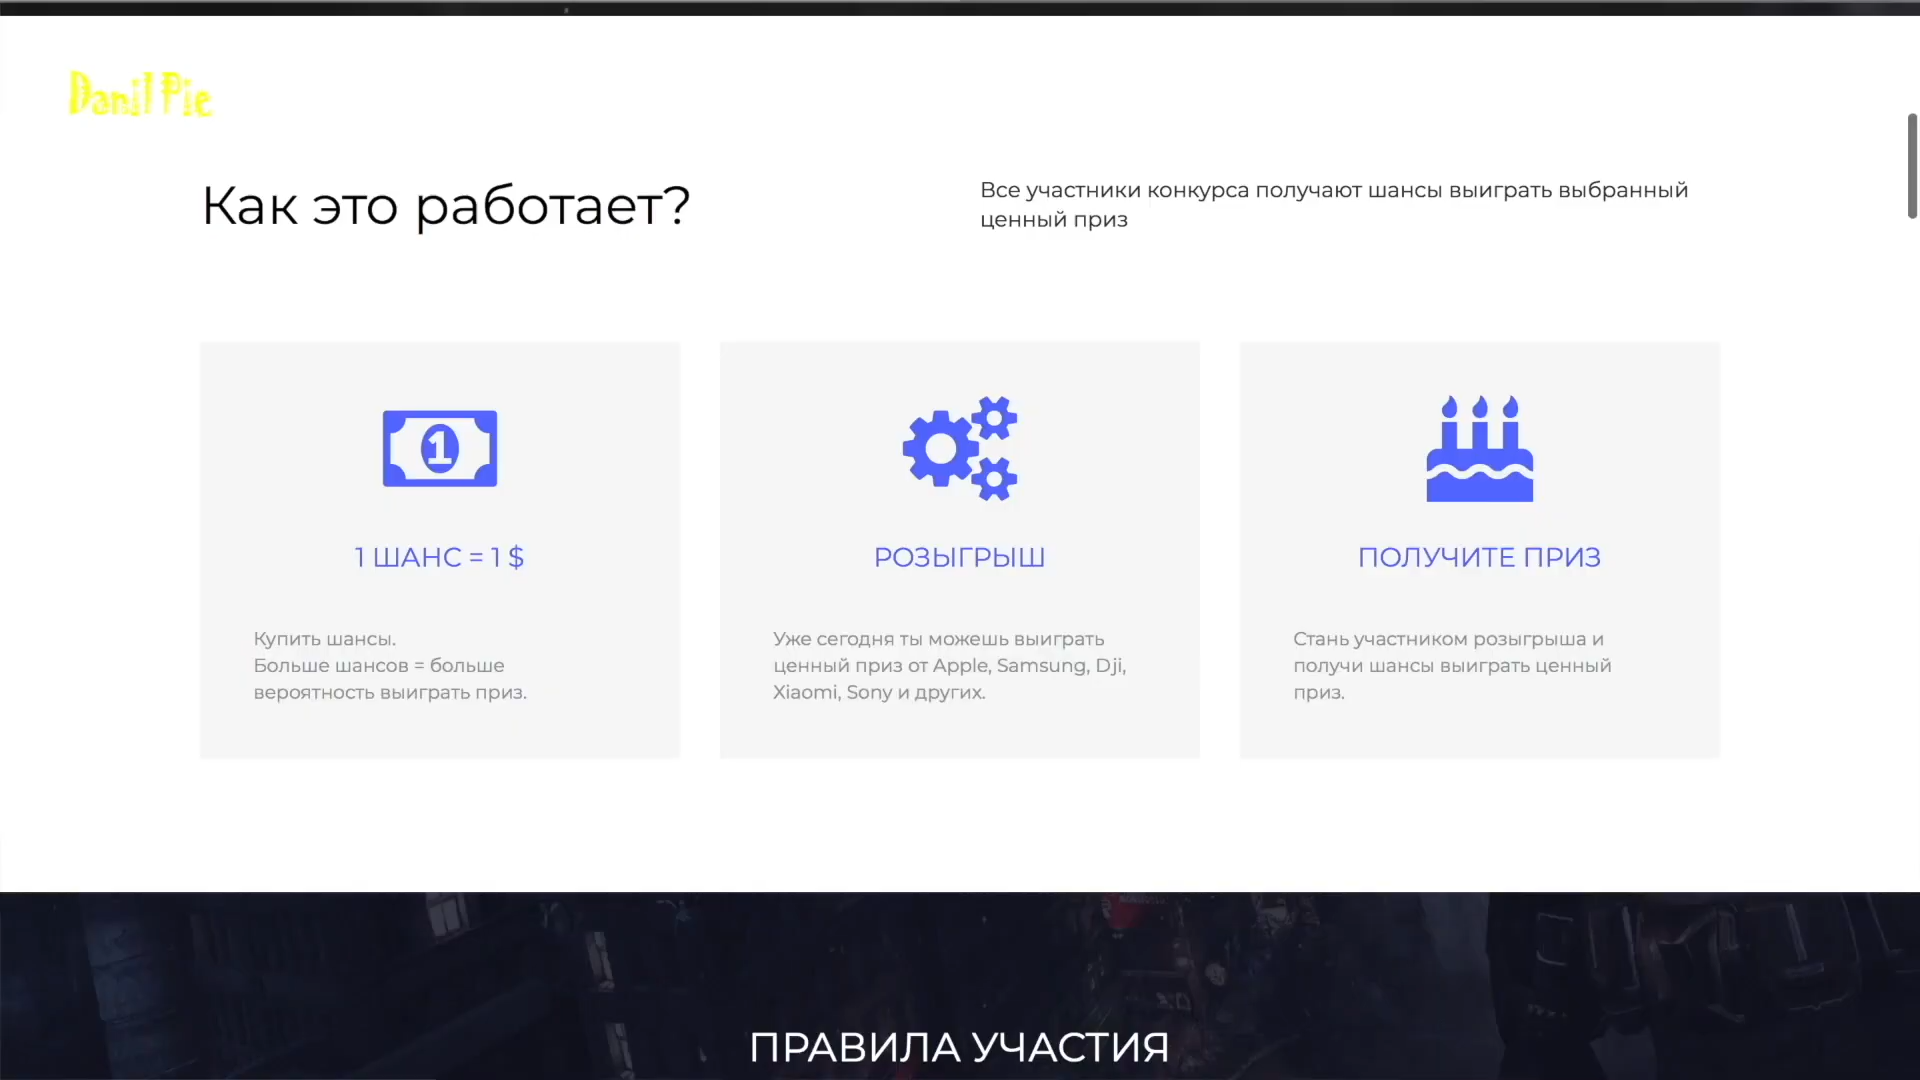 Danil Pie
Как это работает?
Все участники конкурса получают шансы выиграть выбранный
ценный приз
1
1 ШАНС = 1 $
Купить шансы.
Больше шансов = больше
вероятность выиграть приз.
РОЗЫГРЫШ
Уже сегодня ты можешь выиграть
ценный приз от Apple, Samsung, Dji,
Xiaomi, Sony и других.
ПОЛУЧИТЕ ПРИЗ
Стань участником розыгрыша и
получи шансы выиграть ценный
приз.
ПРАВИЛА УЧАСТИЯ